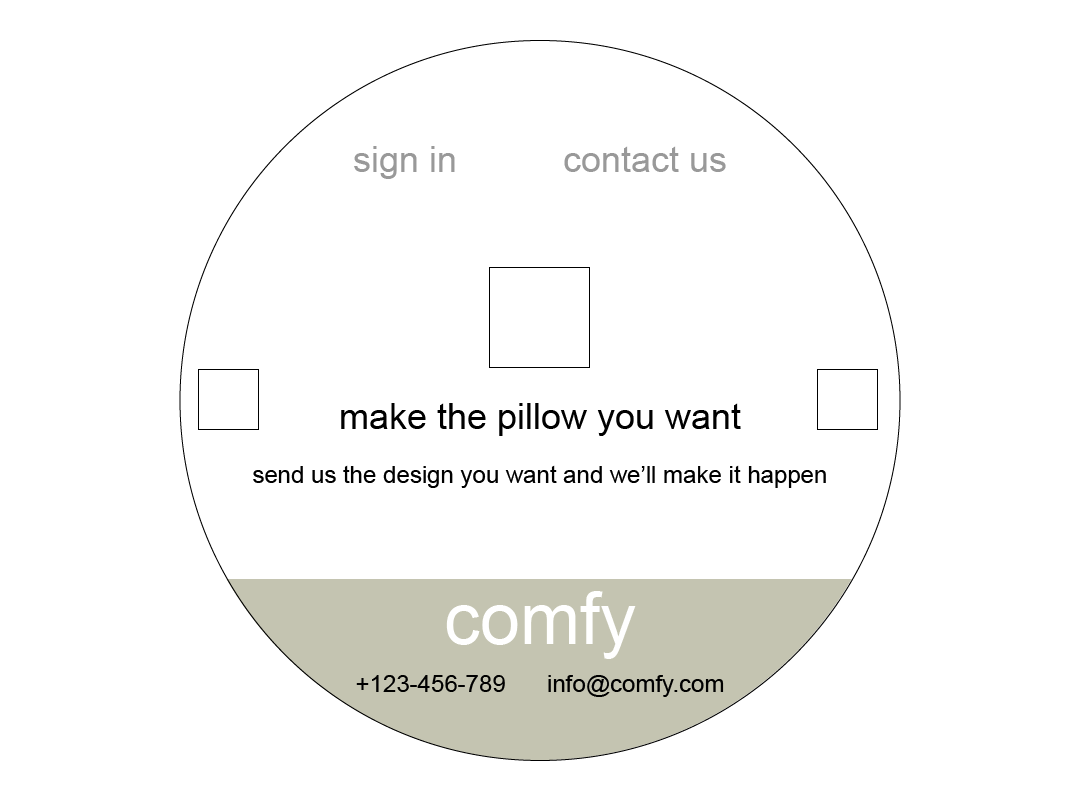 sign in contact us
make the pillow you want
send us the design you want and we’ll make it happen
comfy
+123-456-789 info@comfy.com